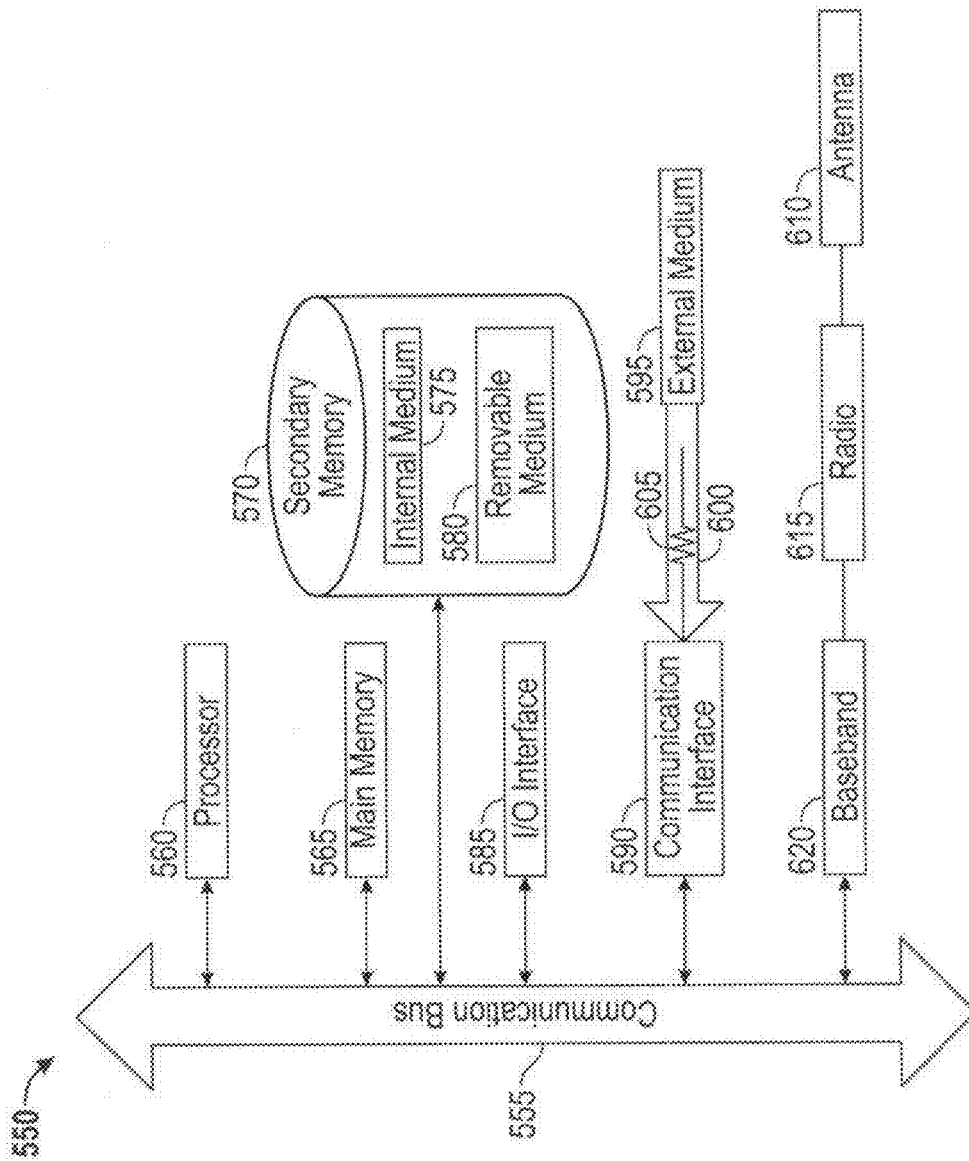 550
555
Communication Bus
560
Processor
565
Main Memory
570
Secondary
Memory
Internal Medium
575
580
Removable
Medium
585
I/O Interface
590
Communication
Interface
595
External Medium
605
600
620
Baseband
615
Radio
610
Antenna